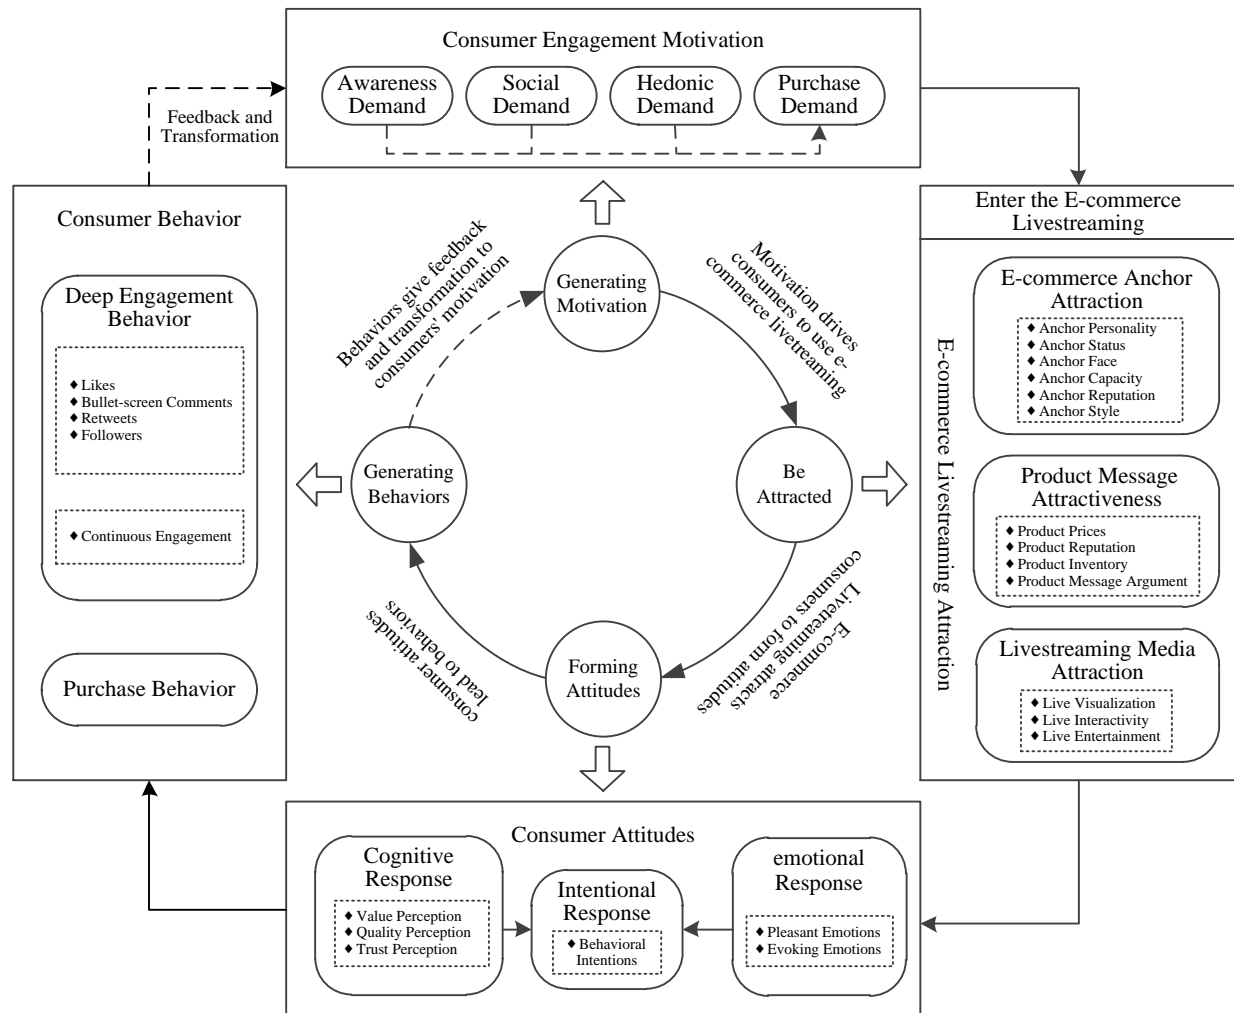 Consumer Engagement Motivation
Awareness
Demand
Social
Demand
Hedonic
Demand
Purchase
Demand
Feedback and
Transformation
Consumer Behavior
Deep Engagement
Behavior
♦ Likes
♦ Bullet-screen Comments
♦ Retweets
♦ Followers
♦ Continuous Engagement
Purchase Behavior
Behaviors give feedback
and transformation to
consumers' motivation
Generating
Motivation
Motivation drives
consumers to use e-
commerce livestreaming
Generating
Behaviors
Be
Attracted
consumer attitudes
lead to behaviors
Forming
Attitudes
E-commerce
Livetreaming attracts
consumers to form attitudes
Enter the E-commerce
Livestreaming
E-commerce Livestreaming Attraction
E-commerce Anchor
Attraction
♦ Anchor Personality
♦ Anchor Status
♦ Anchor Face
♦ Anchor Capacity
♦ Anchor Reputation
♦ Anchor Style
Product Message
Attractiveness
♦ Product Prices
♦ Product Reputation
♦ Product Inventory
♦ Product Message Argument
Livestreaming Media
Attraction
♦ Live Visualization
♦ Live Interactivity
♦ Live Entertainment
Consumer Attitudes
Cognitive
Response
♦ Value Perception
♦ Quality Perception
♦ Trust Perception
Intentional
Response
♦ Behavioral
Intentions
emotional
Response
♦ Pleasant Emotions
♦ Evoking Emotions